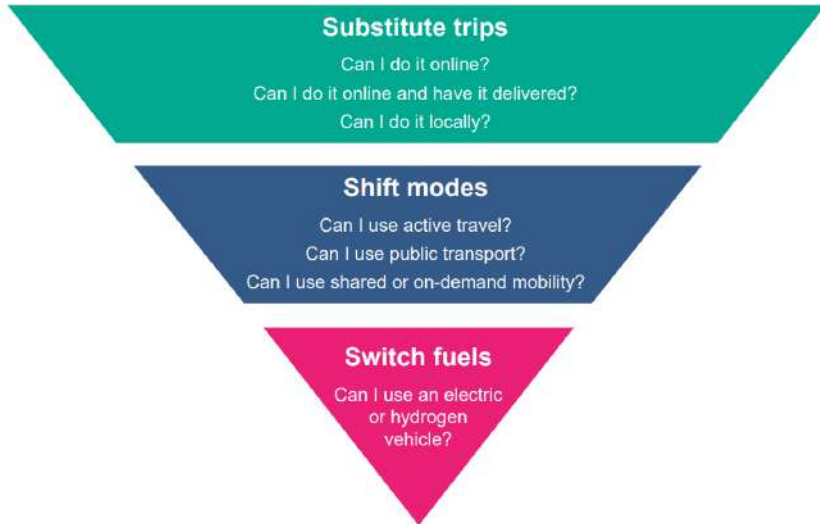 Substitute trips
Can I do it online?
Can I do it online and have it delivered?
Can I do it locally?
Shift modes
Can I use active travel?
Can I use public transport?
Can I use shared or on-demand mobility?
Switch fuels
Can I use an electric
or hydrogen
vehicle?